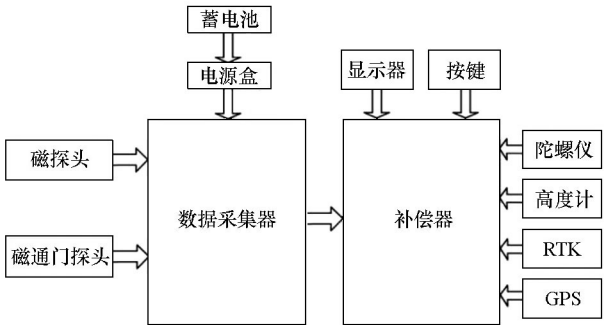 蓄电池
电源盒
显示器
按键
磁探头
磁通门探头
数据采集器
补偿器
陀螺仪
高度计
RTK
GPS